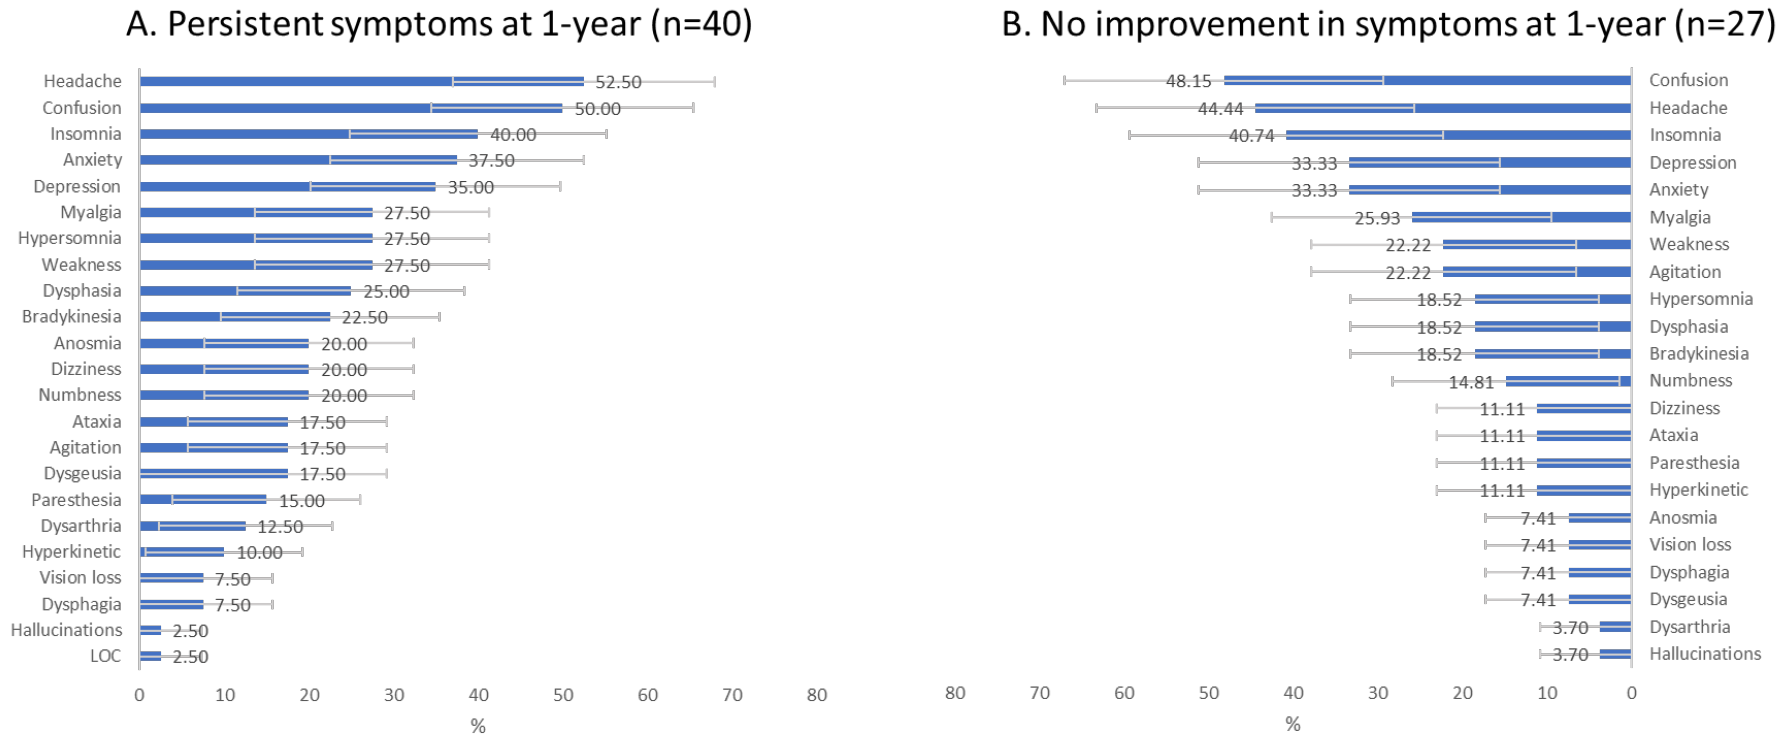 A. Persistent symptoms at 1-year (n=40)
Headache 52.50
Confusion 50.00
Insomnia 40.00
Anxiety 37.50
Depression 35.00
Myalgia 27.50
Hypersomnia 27.50
Weakness 27.50
Dysphasia 25.00
Bradykinesia 22.50
Anosmia 20.00
Dizziness 20.00
Numbness 20.00
Ataxia 17.50
Agitation 17.50
Dysgeusia 17.50
Paresthesia 15.00
Dysarthria 12.50
Hyperkinetic 10.00
Vision loss 7.50
Dysphagia 7.50
Hallucinations 2.50
LOC 2.50
0 10 20 30 40 50 60 70 80
%
B. No improvement in symptoms at 1-year (n=27)
48.15 Confusion
44.44 Headache
40.74 Insomnia
33.33 Depression
33.33 Anxiety
25.93 Myalgia
22.22 Weakness
22.22 Agitation
18.52 Hypersomnia
18.52 Dysphasia
18.52 Bradykinesia
14.81 Numbness
11.11 Dizziness
11.11 Ataxia
11.11 Paresthesia
11.11 Hyperkinetic
7.41 Anosmia
7.41 Vision loss
7.41 Dysphagia
7.41 Dysgeusia
3.70 Dysarthria
3.70 Hallucinations
80 70 60 50 40 30 20 10 0
%